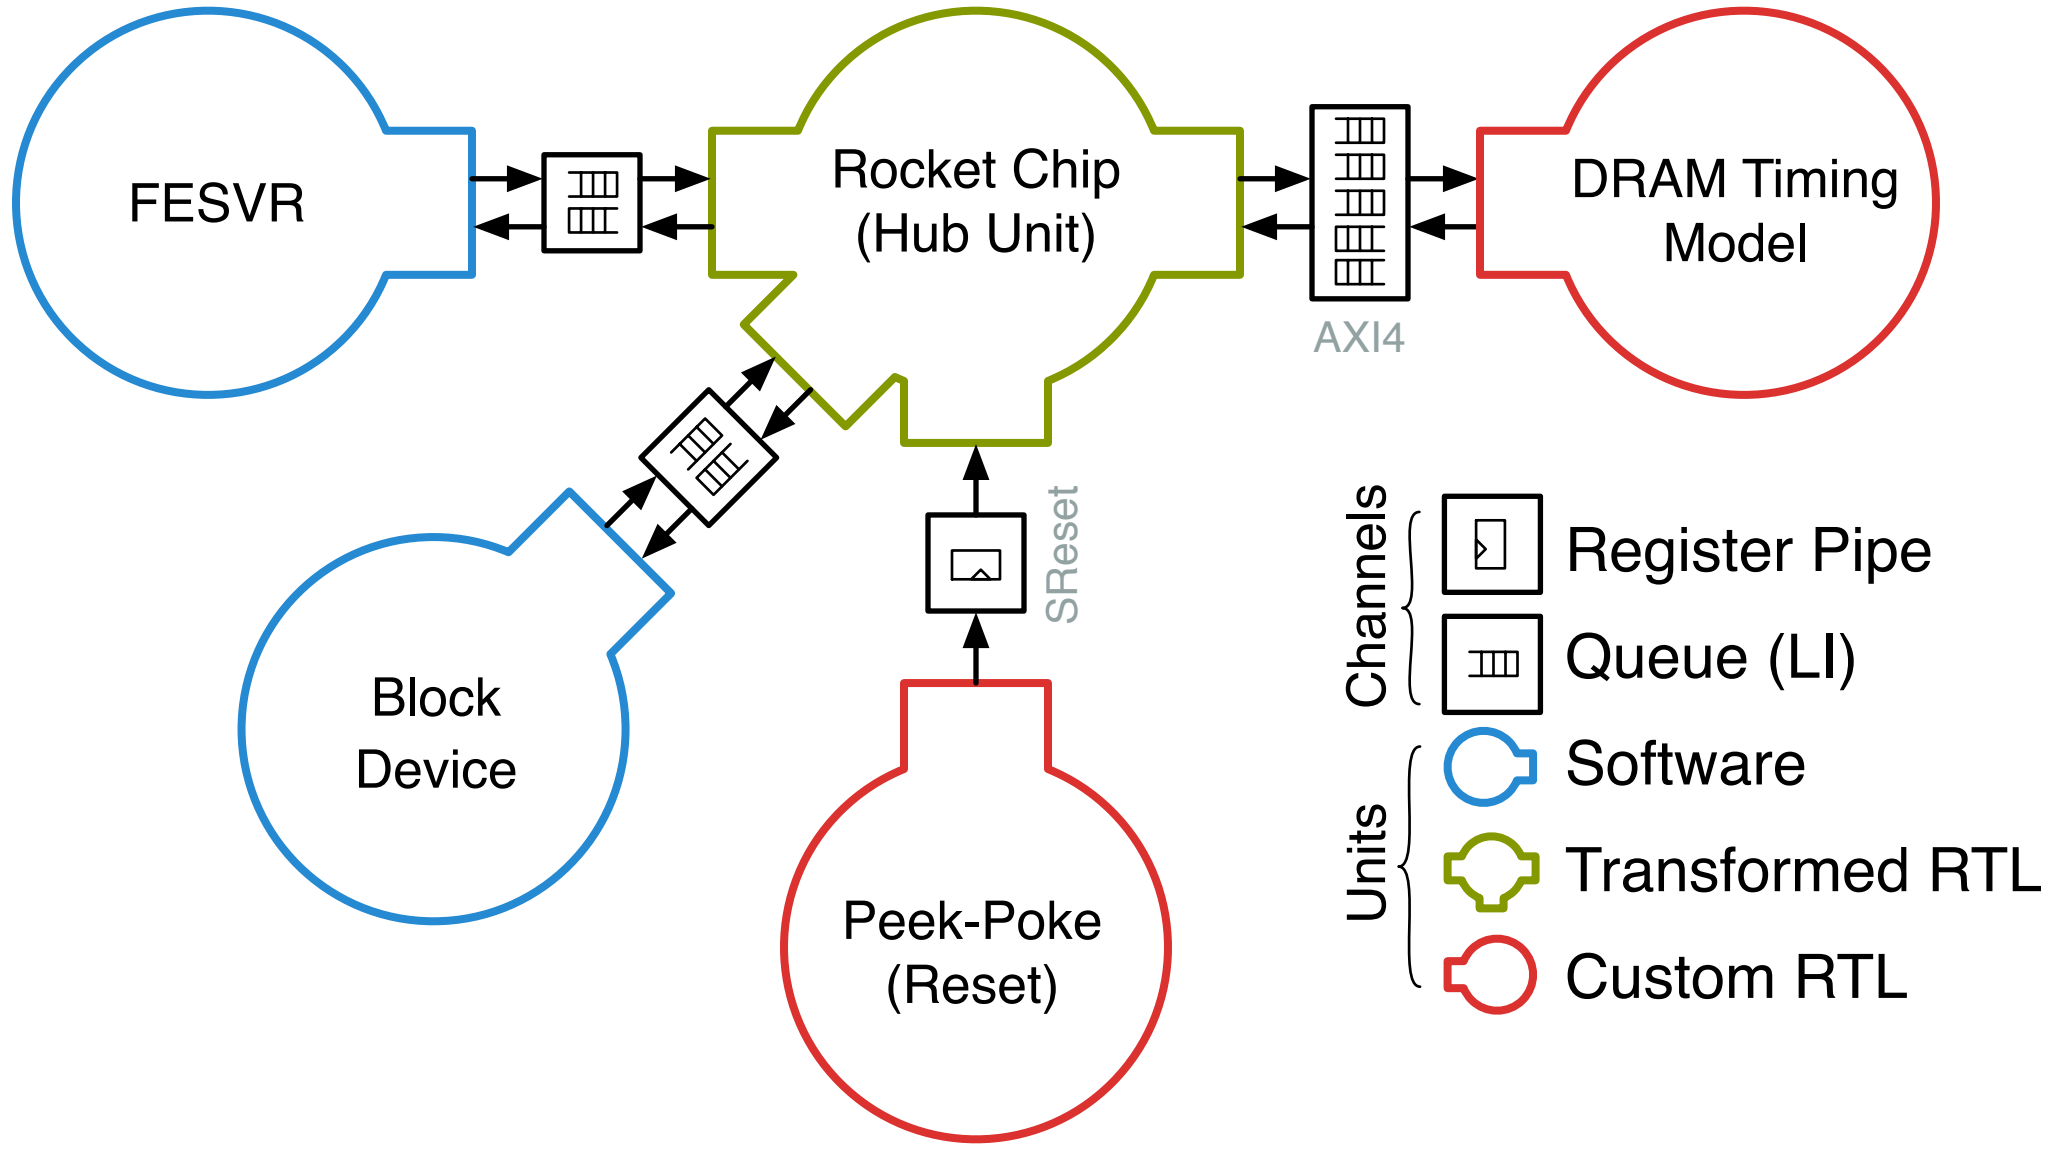 FESVR
Rocket Chip
(Hub Unit)
DRAM Timing
Model
AXI4
SReset
Block
Device
Peek-Poke
(Reset)
Channels
Register Pipe
Queue (LI)
Units
Software
Transformed RTL
Custom RTL